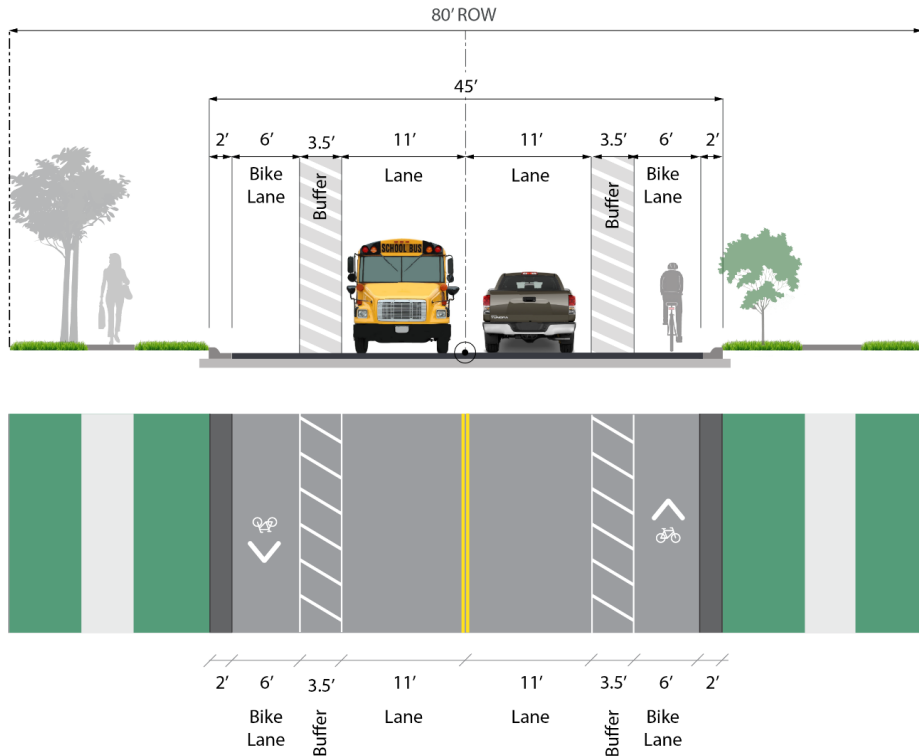 80’ ROW
45’
2’ 6’ 3.5’ 11’ 11’ 3.5’ 6’ 2’
Bike Lane Buffer Lane Lane Buffer Bike Lane
SCHOOL BUS
2’ 6’ 3.5’ 11’ 11’ 3.5’ 6’ 2’
Bike Lane Buffer Lane Lane Buffer Bike Lane